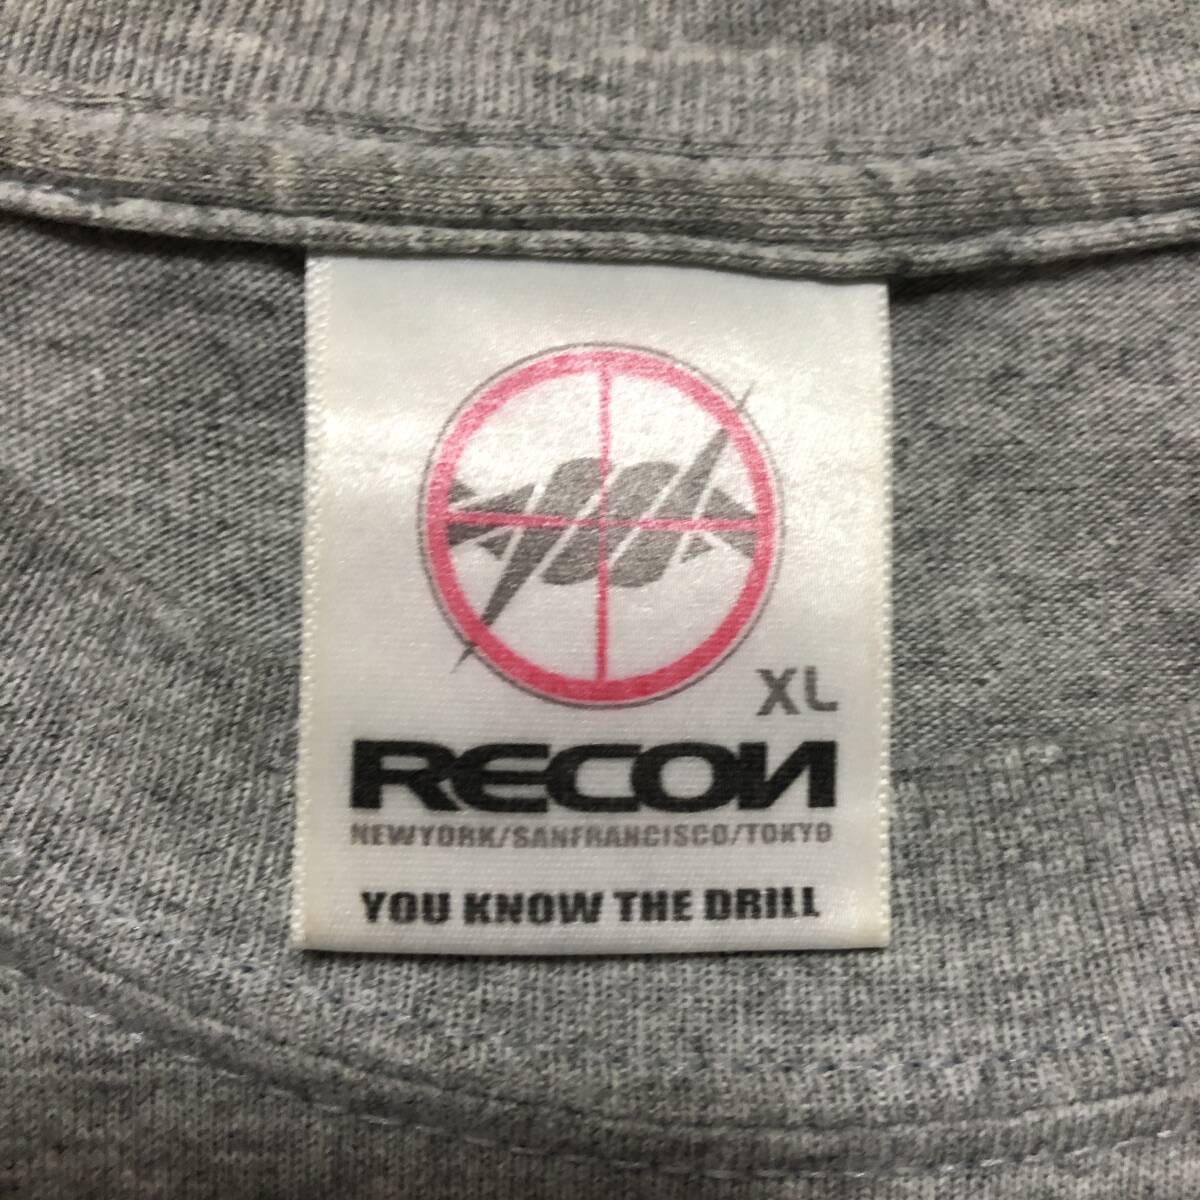 XL
RECON
NEWYORK/SANFRANCISCO/TOKYO
YOU KNOW THE DRILL